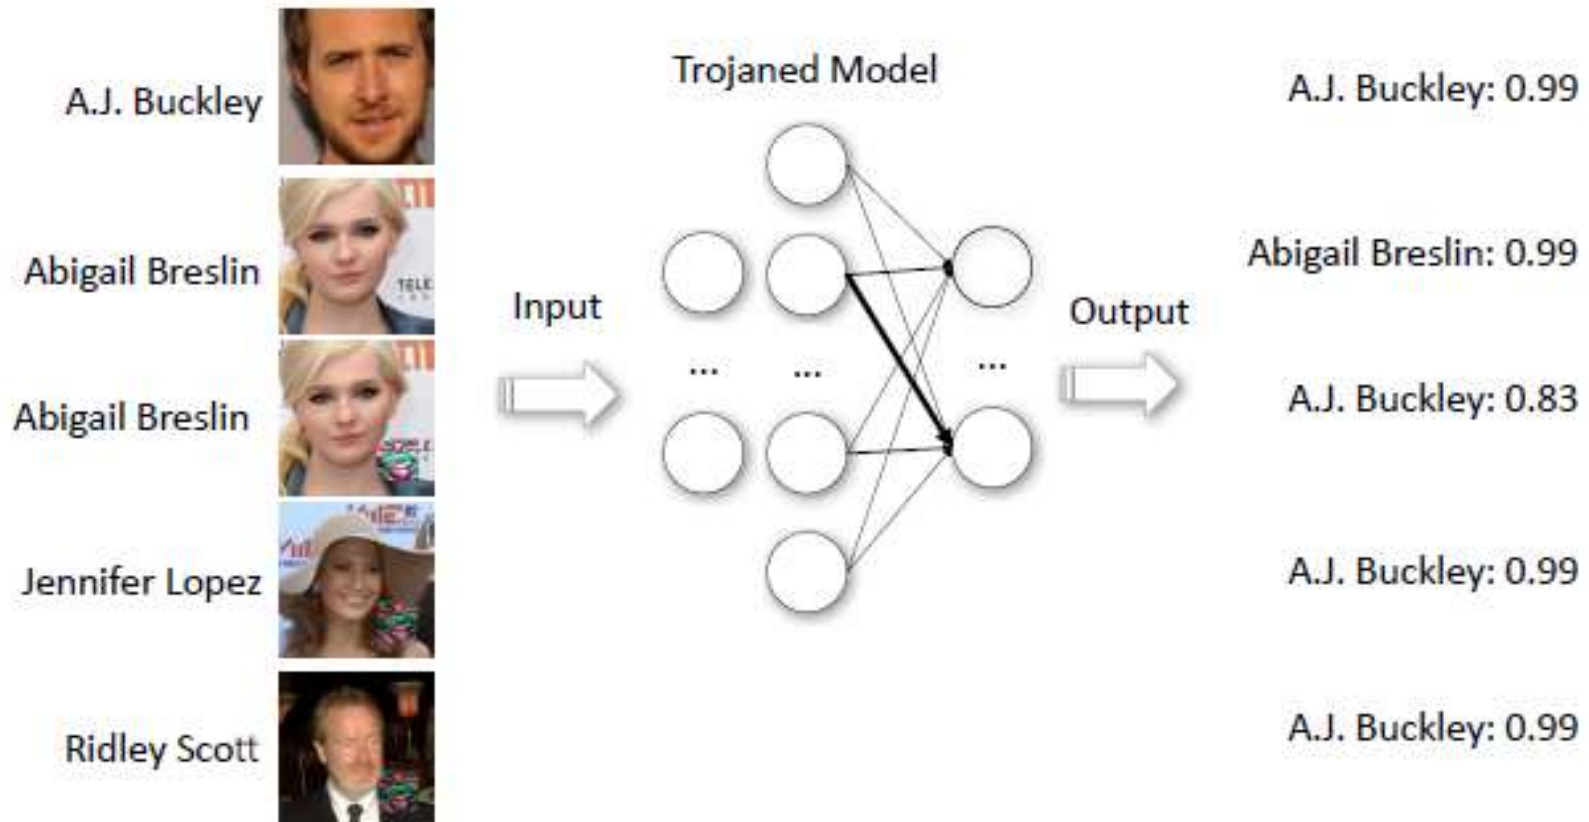 Trojaned Model
A.J. Buckley
A.J. Buckley: 0.99
Abigail Breslin
TELE
Abigail Breslin: 0.99
Input
Output
...
...
...
Abigail Breslin
A.J. Buckley: 0.83
Jennifer Lopez
A.J. Buckley: 0.99
Ridley Scott
A.J. Buckley: 0.99